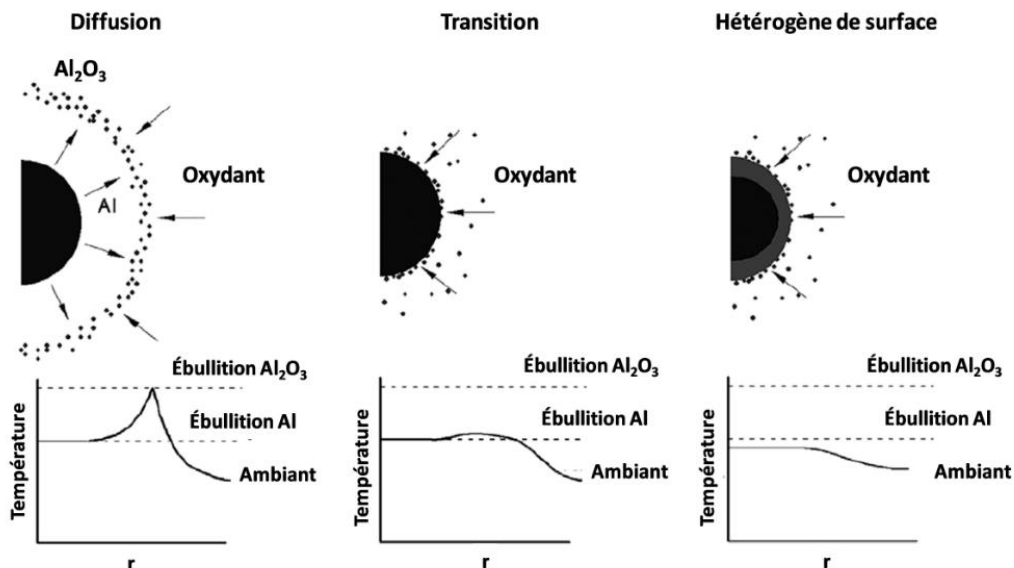 Diffusion
Transition
Hétérogène de surface
Al₂O₃
Oxydant
Al
Oxydant
Oxydant
Ébullition Al₂O₃
Ébullition Al
Ambiant
Température
r
Ébullition Al₂O₃
Ébullition Al
Ambiant
Température
r
Ébullition Al₂O₃
Ébullition Al
Ambiant
Température
r